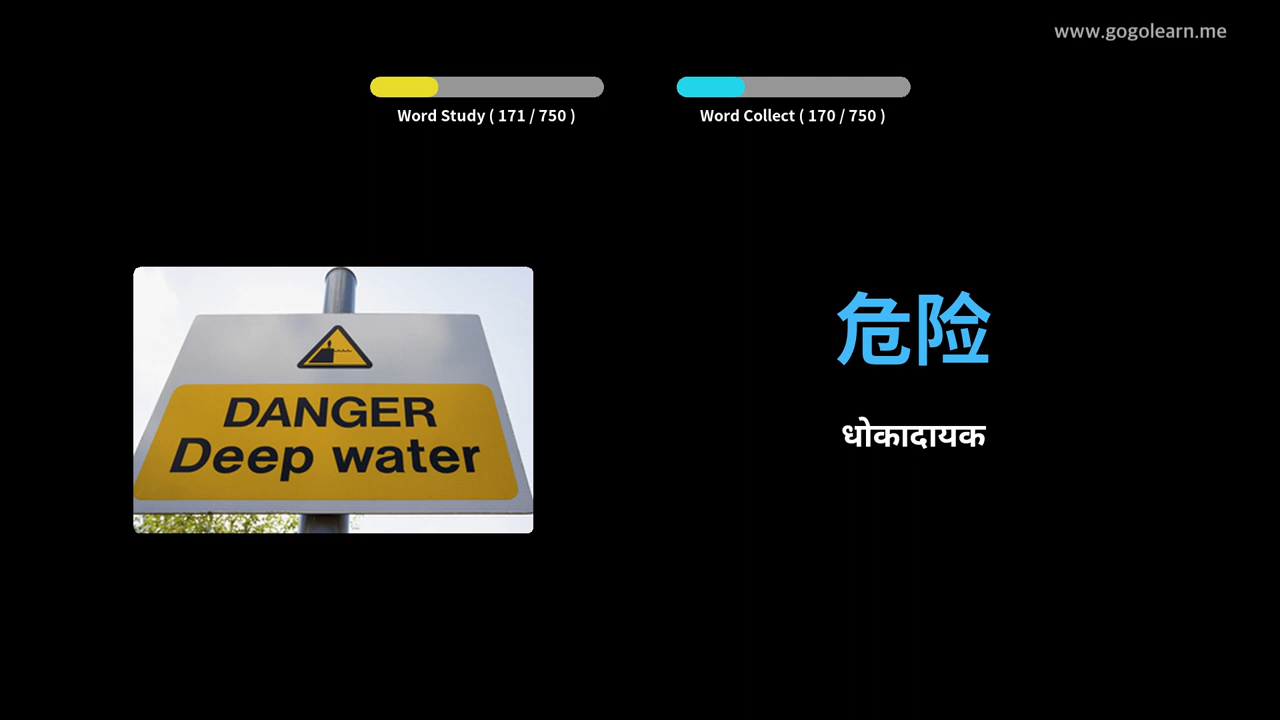 www.gogolearn.me
Word Study ( 171 / 750 )
Word Collect ( 170 / 750 )
DANGER
Deep water
危险
धोकादायक